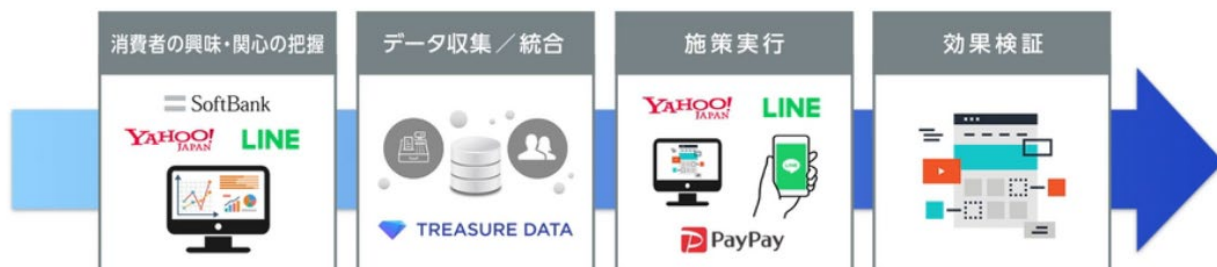 消費者の興味・関心の把握
SoftBank
YAHOO!
JAPAN
LINE
データ収集／統合
TREASURE DATA
施策実行
YAHOO!
JAPAN
LINE
LINE
PayPay
効果検証